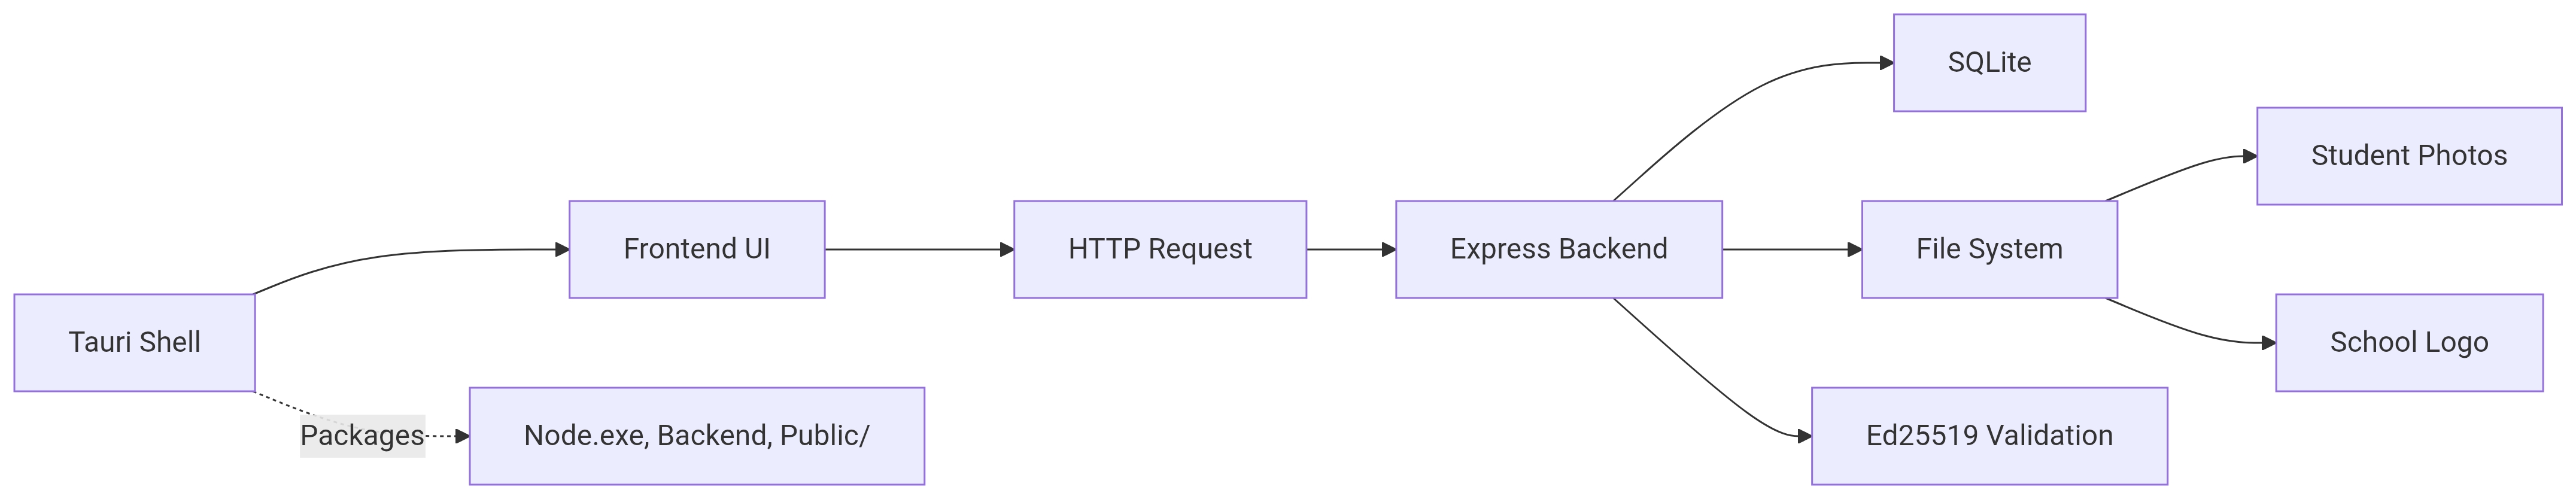 Tauri Shell
Frontend UI
HTTP Request
Express Backend
SQLite
File System
Student Photos
School Logo
Ed25519 Validation
Packages
Node.exe, Backend, Public/